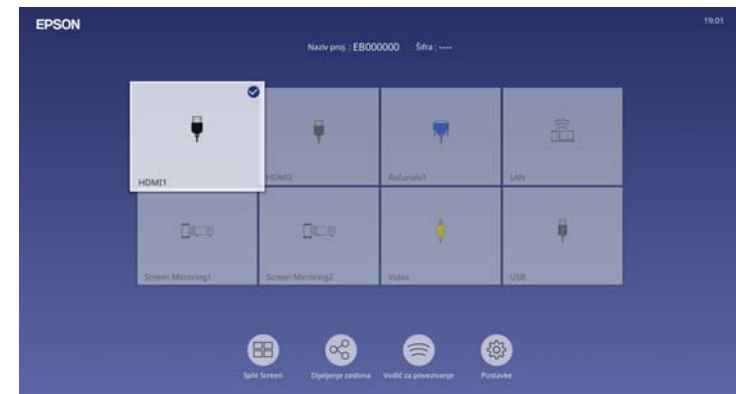 EPSON
19:01
Naziv proj. : EB000000 Šifra : ----
HDMI1
HDMI2
Računalo1
LAN
Screen Mirroring1
Screen Mirroring2
Video
USB
Split Screen
Dijeljenje zaslona
Vodič za povezivanje
Postavke